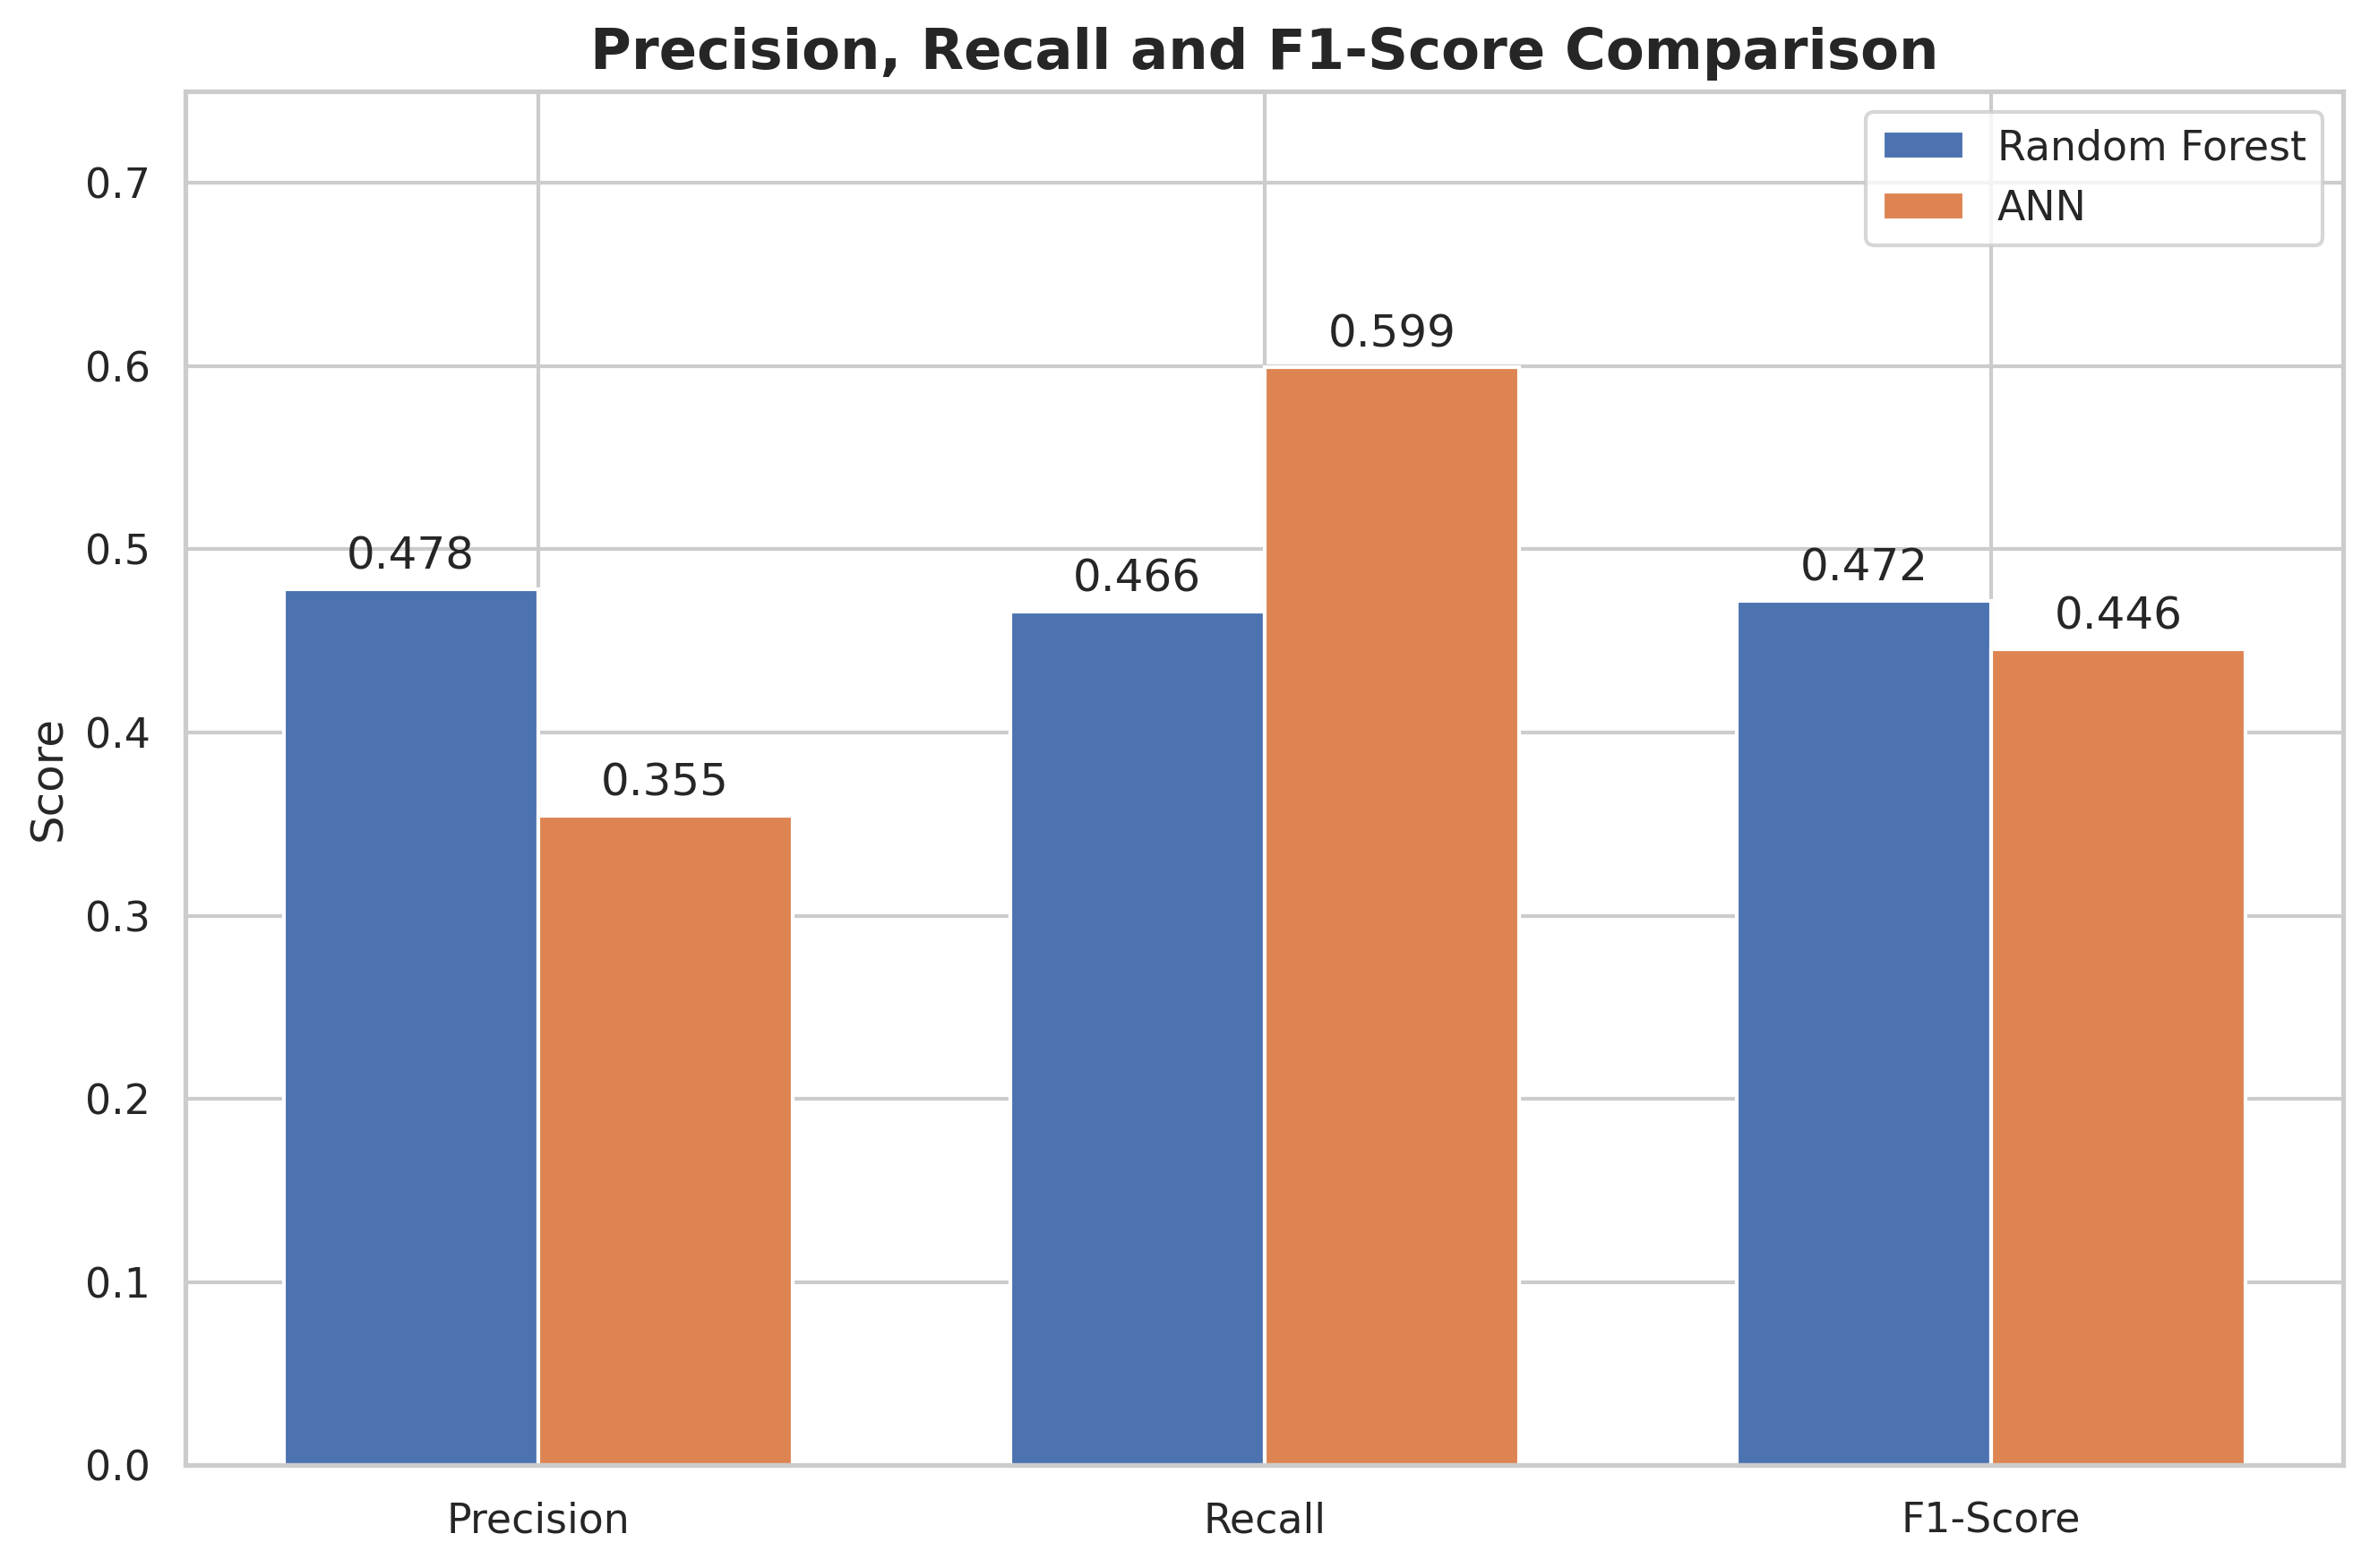 Precision, Recall and F1-Score Comparison
Random Forest
ANN
0.7
0.6
0.5
0.4
0.3
0.2
0.1
0.0
Score
0.478
0.355
0.466
0.599
0.472
0.446
Precision
Recall
F1-Score